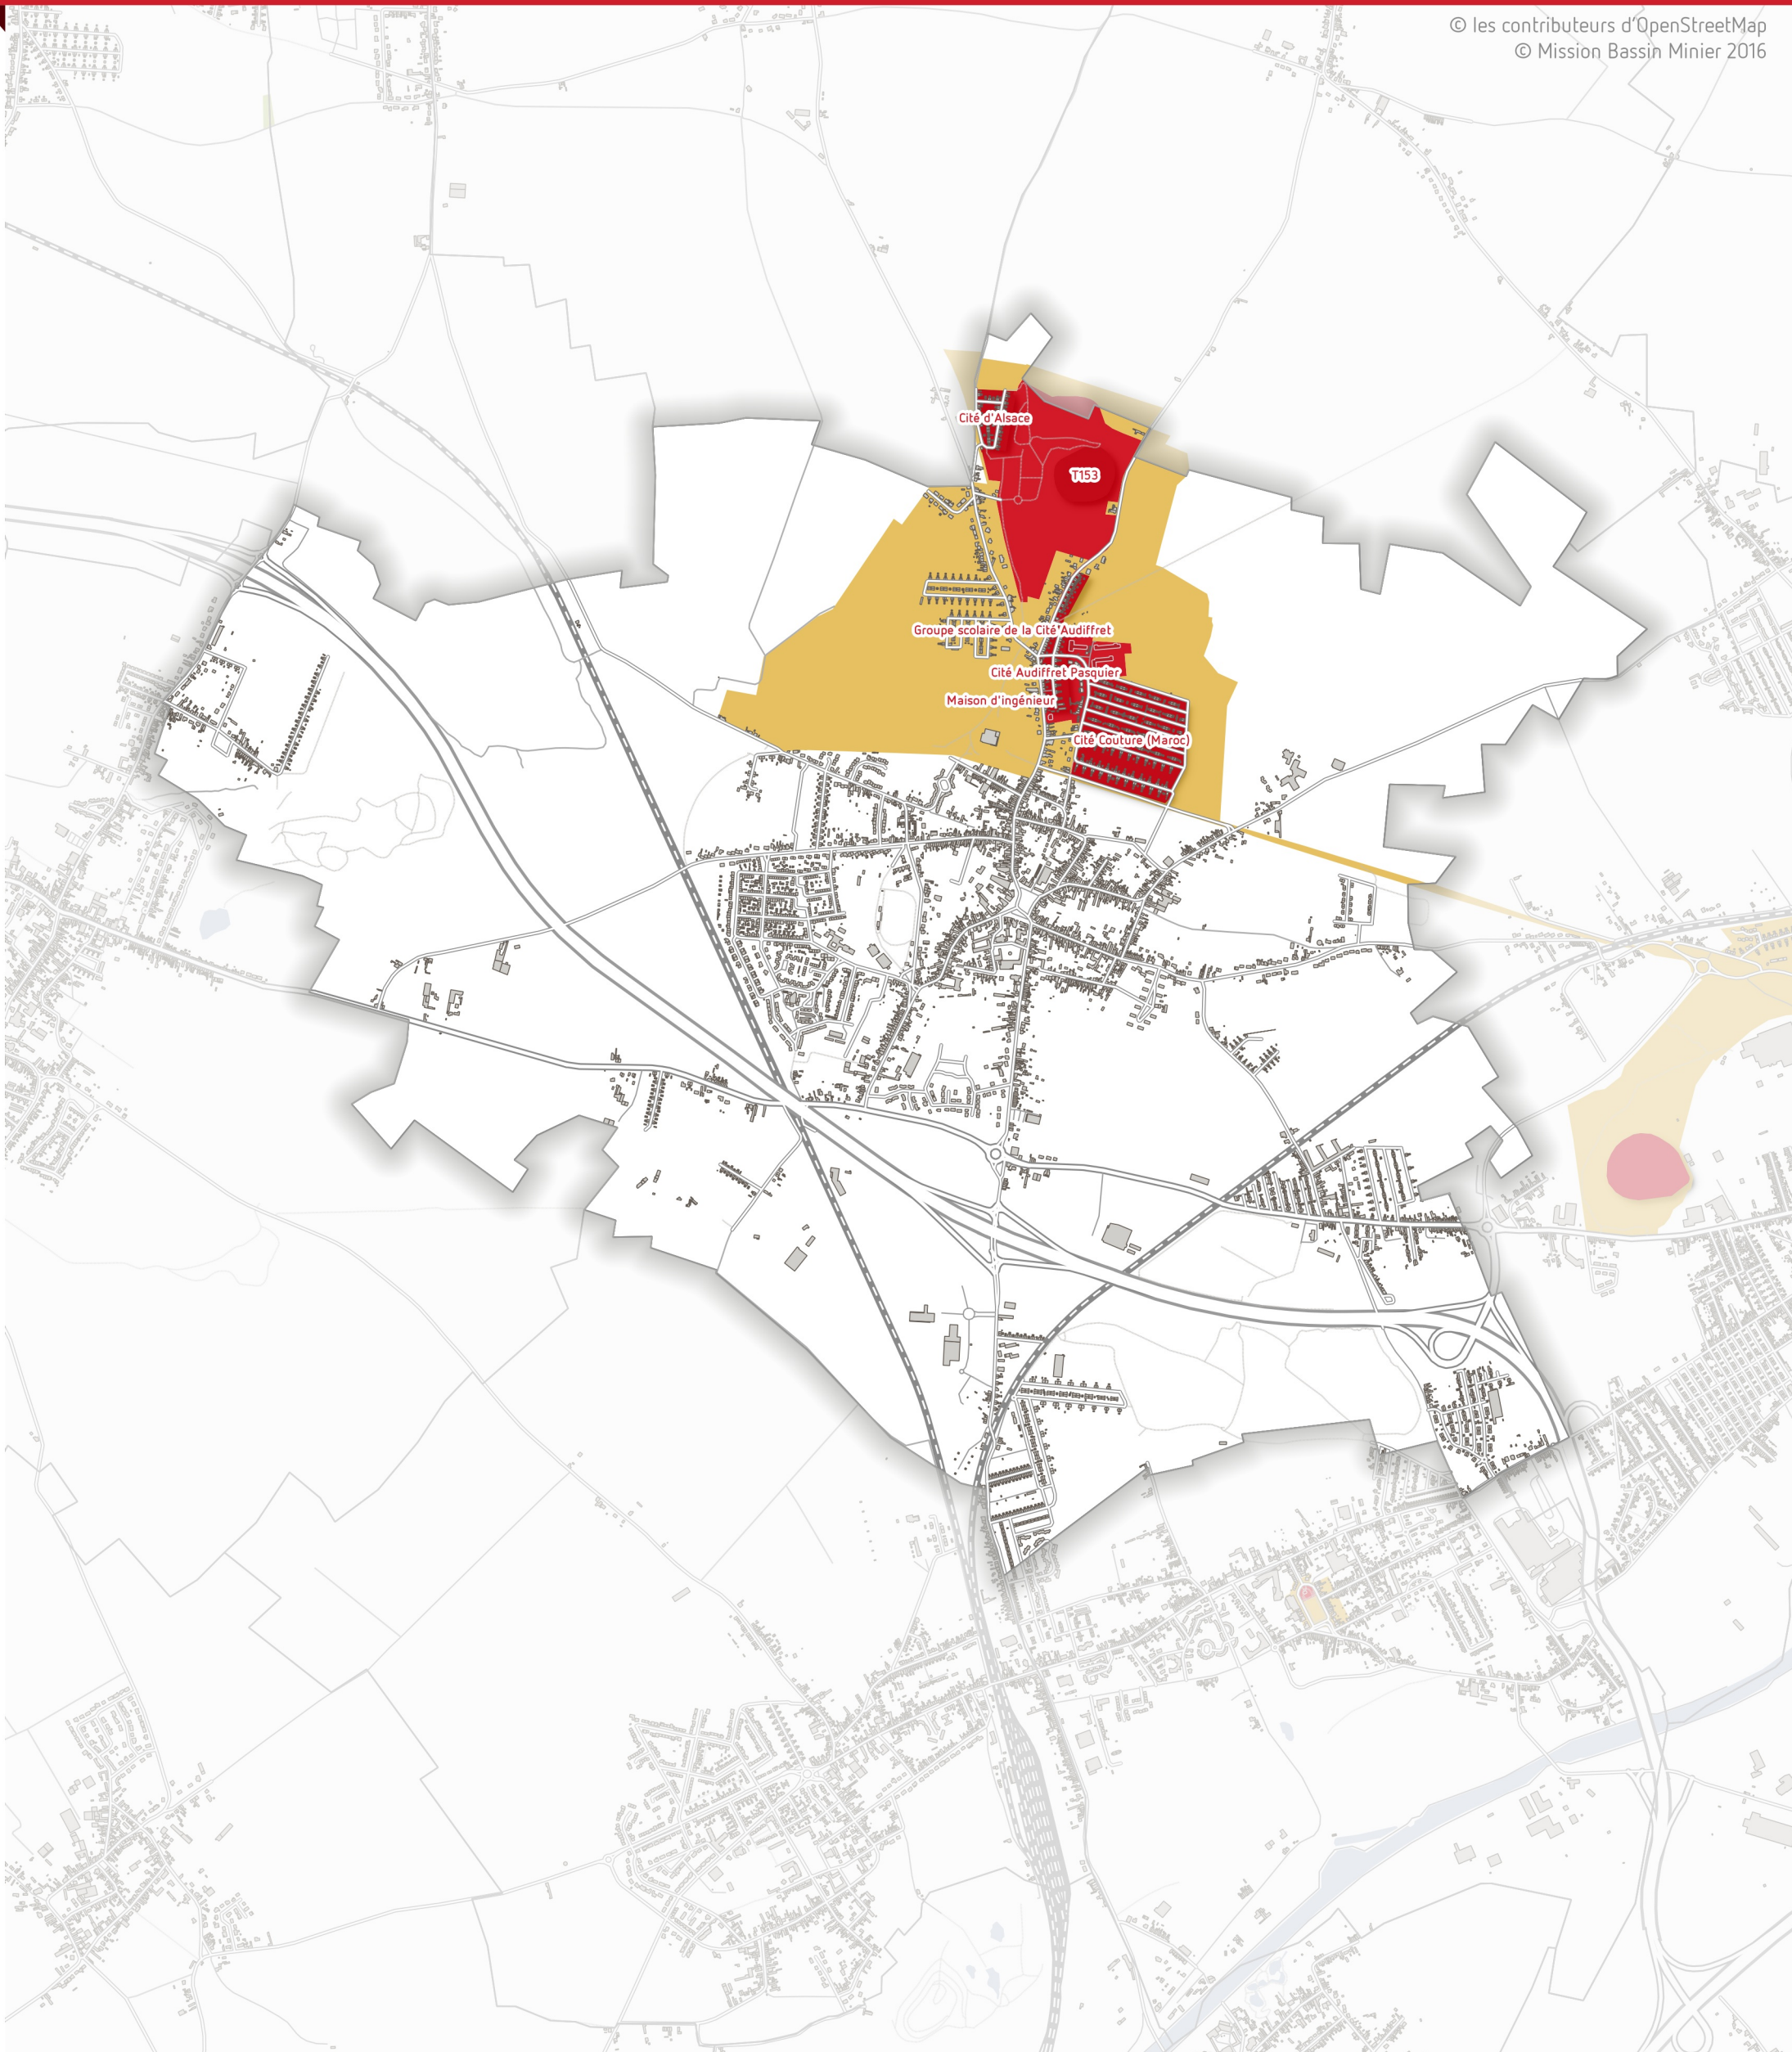 © les contributeurs d'OpenStreetMap
© Mission Bassin Minier 2016
Cité d'Alsace
T153
Groupe scolaire de la Cité Audiffret
Cité Audiffret Pasquier
Maison d'ingénieur
Cité Couture (Maroc)